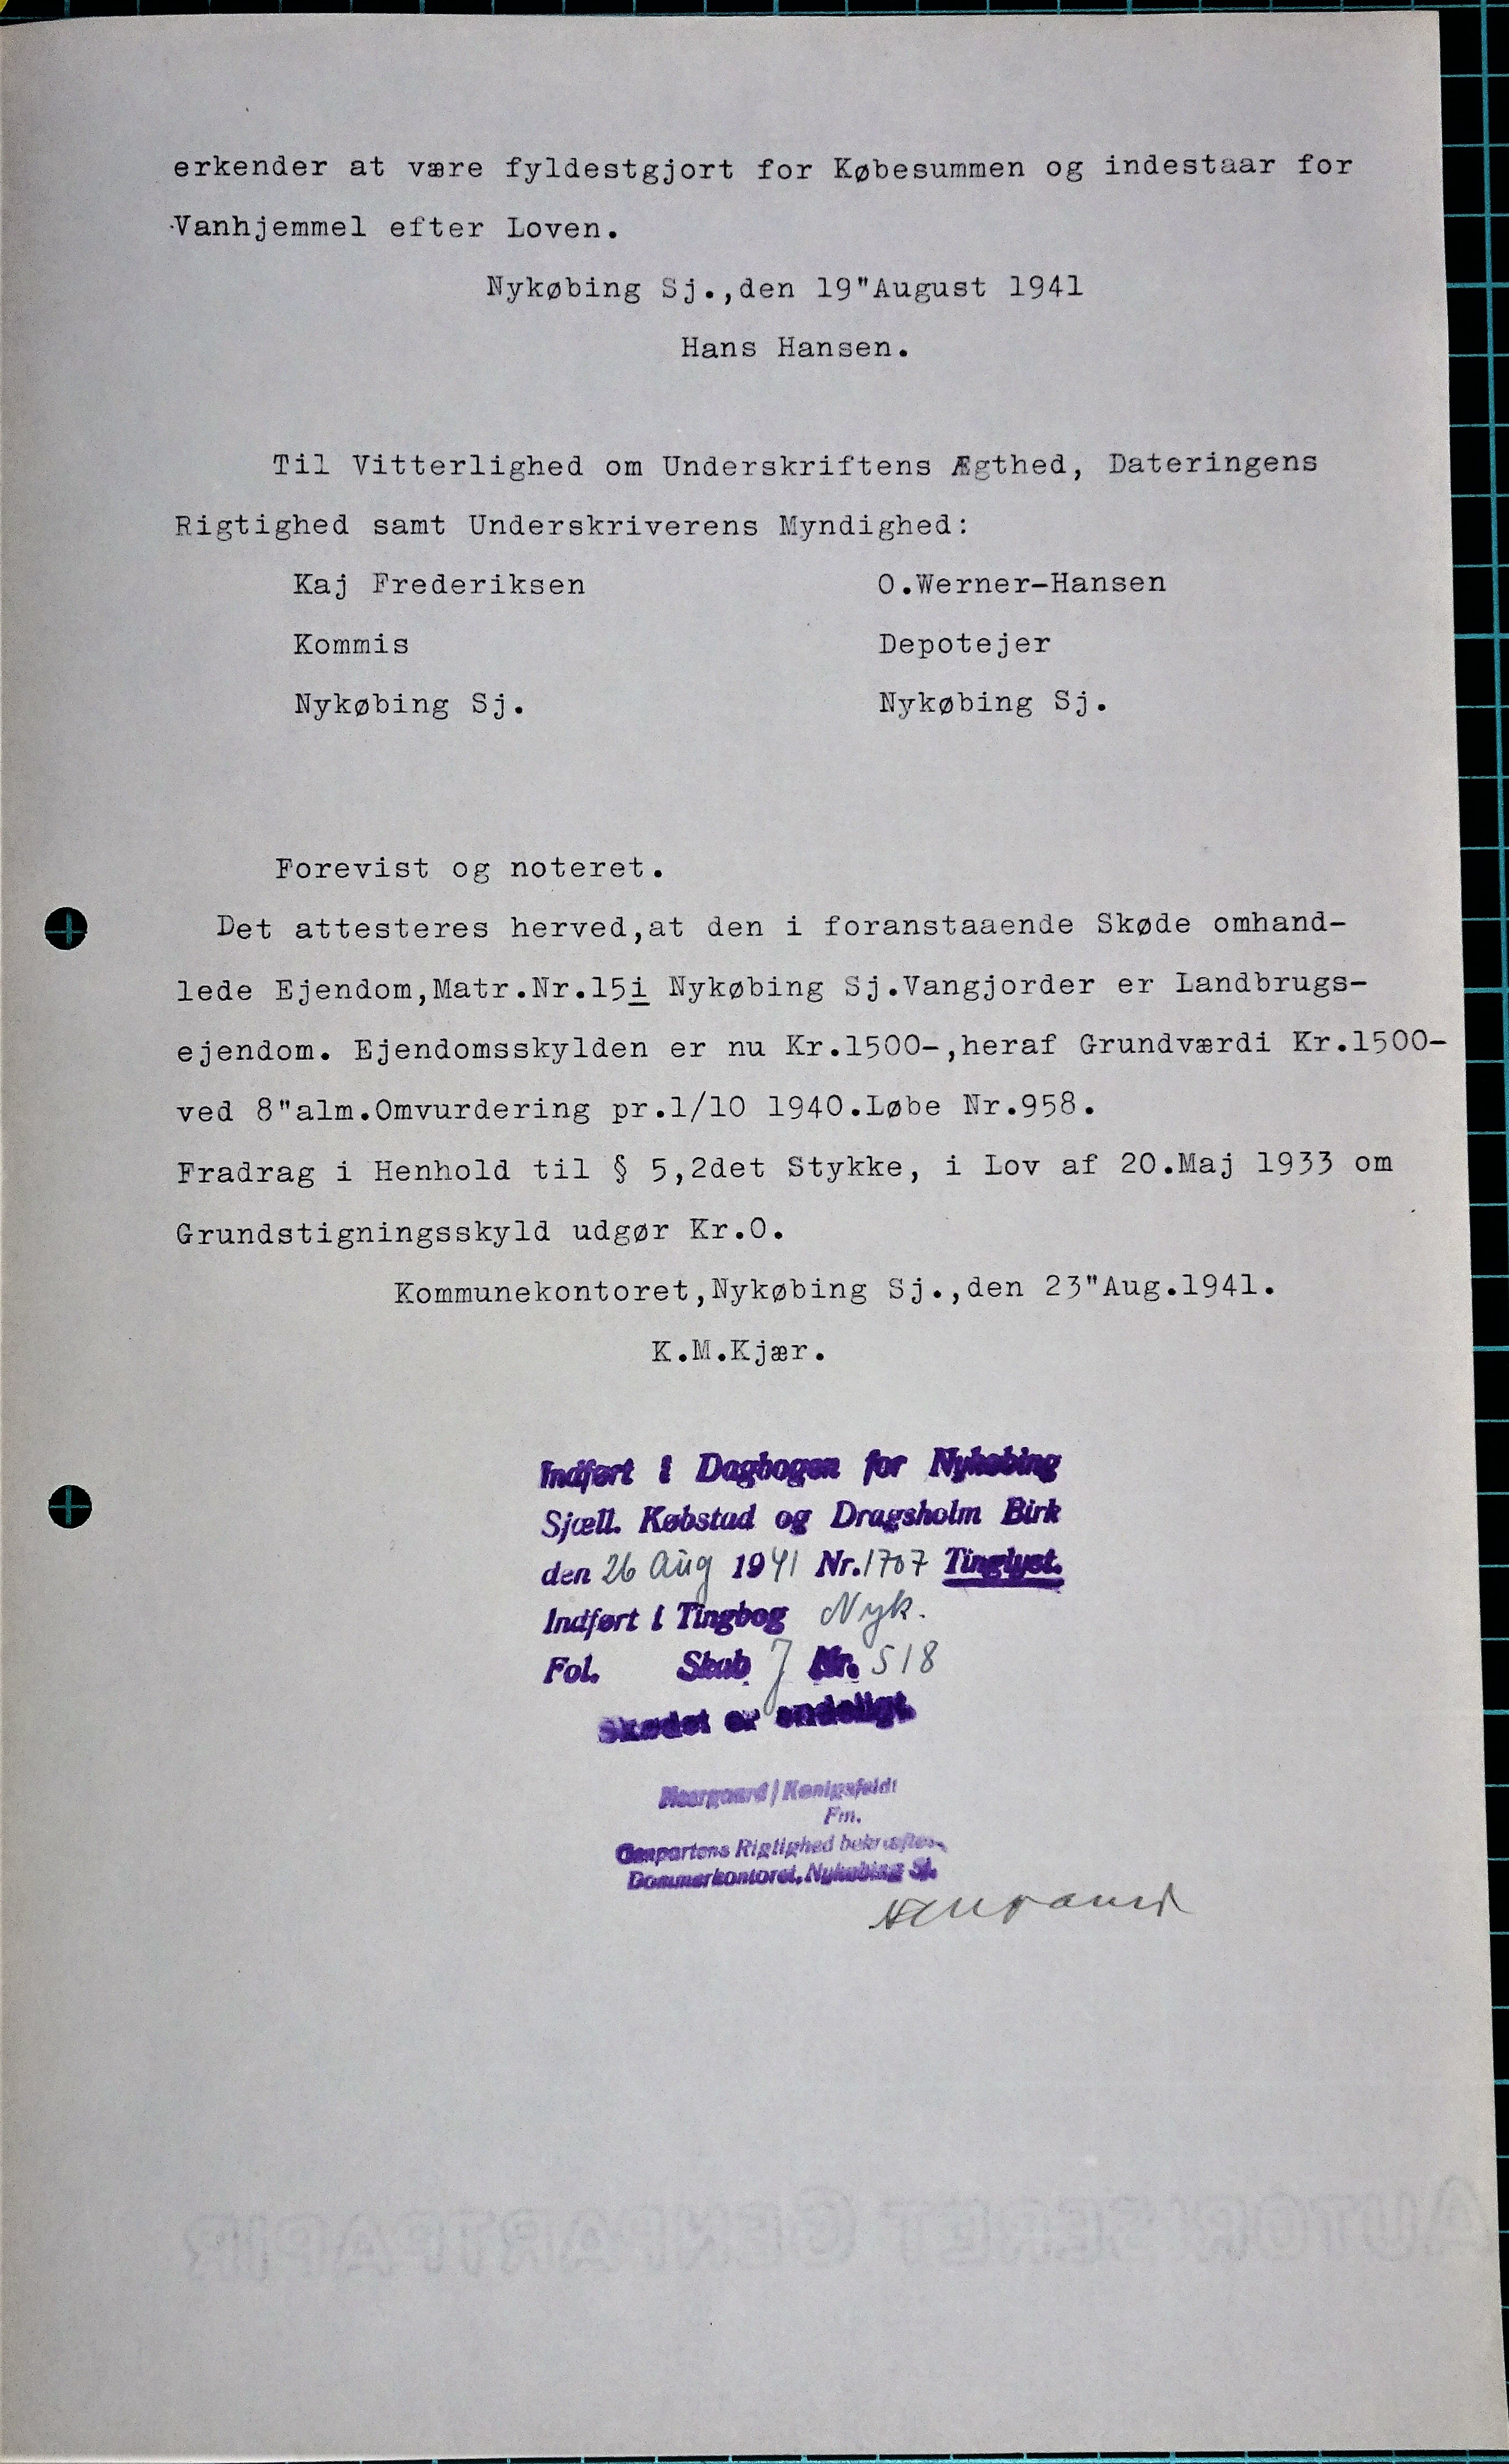 erkender at være fyldestgjort for Købesummen og indestaar for
Vanhjemmel efter Loven.
Nykøbing Sj.,den 19"August 1941
Hans Hansen.
Til Vitterlighed om Underskriftens Ægthed, Dateringens
Rigtighed samt Underskriverens Myndighed:
Kaj Frederiksen O.Werner-Hansen
Kommis Depotejer
Nykøbing Sj. Nykøbing Sj.
Forevist og noteret.
Det attesteres herved,at den i foranstaaende Skøde omhand-
lede Ejendom,Matr.Nr.15i Nykøbing Sj.Vangjorder er Landbrugs-
ejendom. Ejendomsskylden er nu Kr.1500-,heraf Grundværdi Kr.1500-
ved 8"alm.Omvurdering pr.1/10 1940.Løbe Nr.958.
Fradrag i Henhold til § 5,2det Stykke, i Lov af 20.Maj 1933 om
Grundstigningsskyld udgør Kr.0.
Kommunekontoret,Nykøbing Sj.,den 23"Aug.1941.
K.M.Kjær.
Indført i Dagbogen for Nykøbing
Sjæll. Købstad og Dragsholm Birk
den 26 Aug 1941 Nr.1707 Tinglyst.
Indført i Tingbog Nyk.
Fol. Skab J Nr. 518
Skødet er endeligt.
Neergaard / Kønigsfeldt
Fm.
Genpartens Rigtighed bekræftes.
Dommerkontoret, Nykøbing Sj.
AUTORISERET GENPARTPAPIR